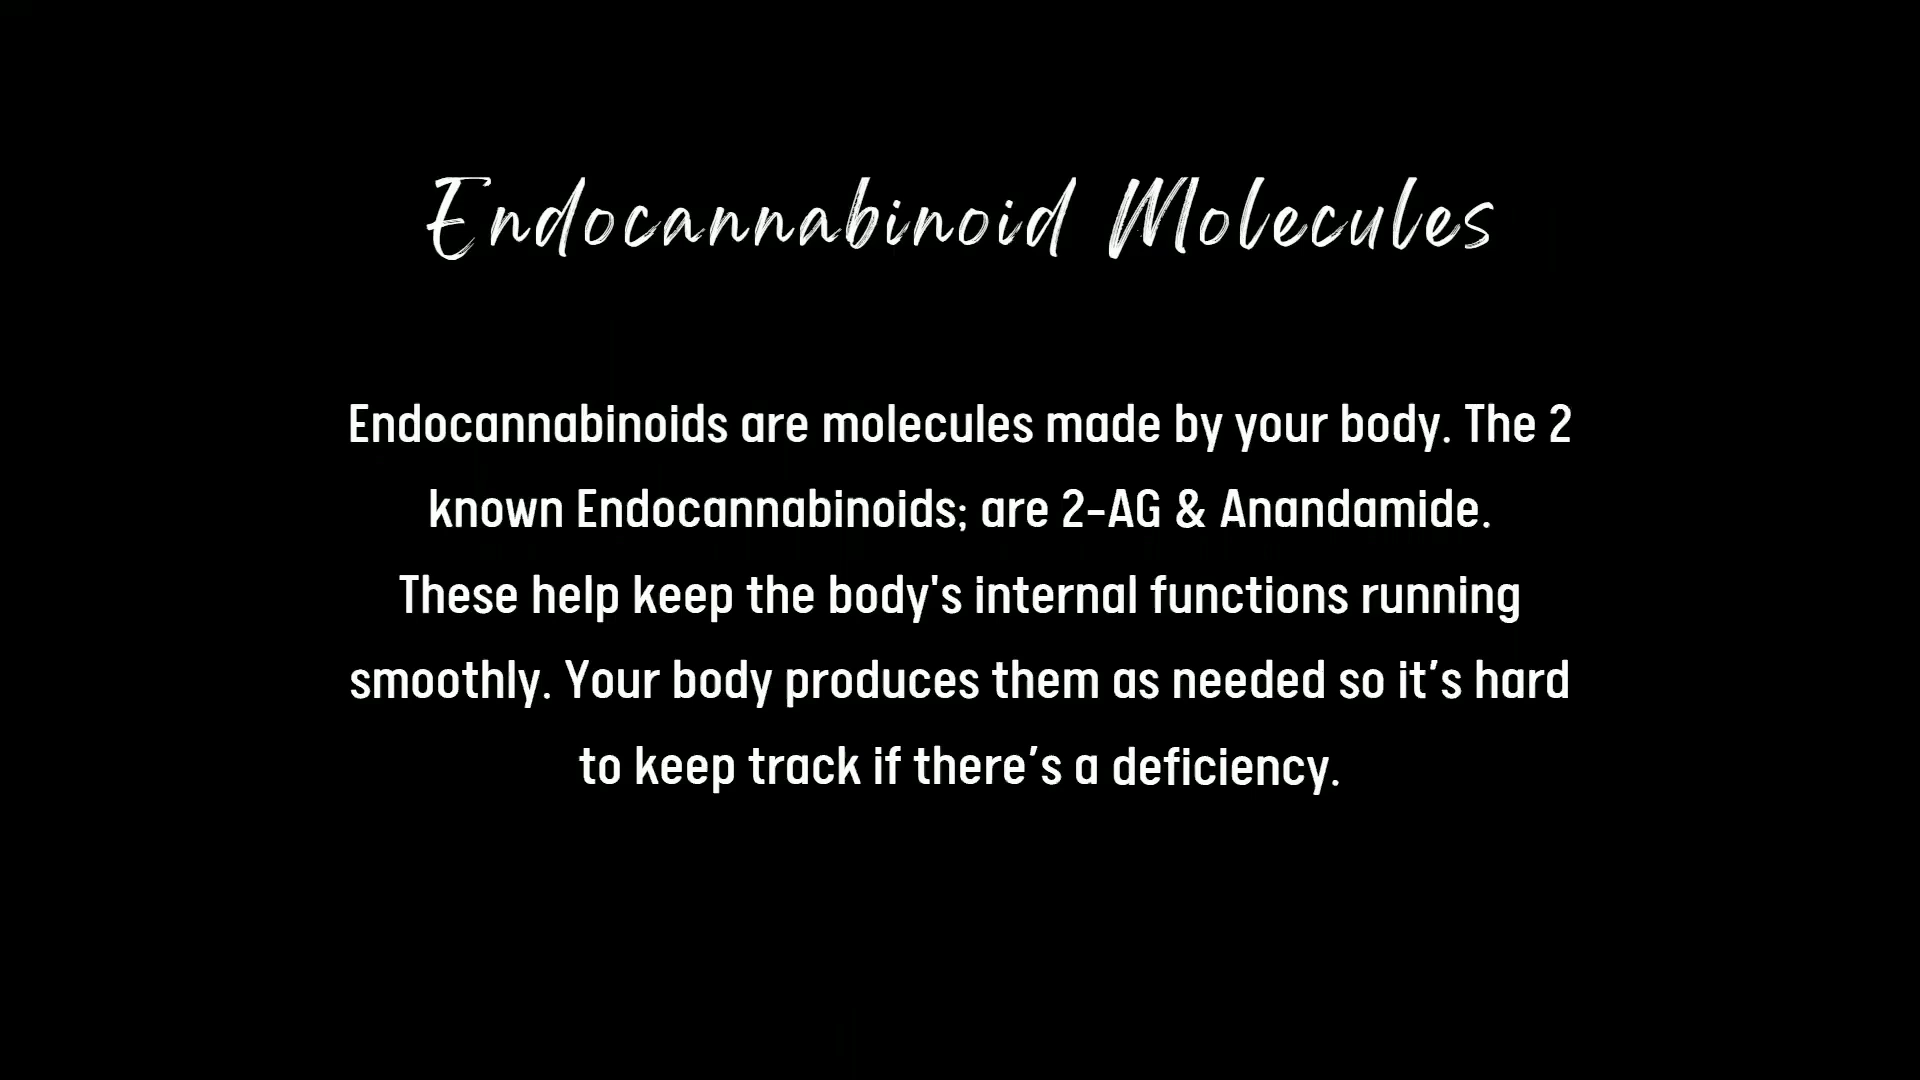 Endocannabinoid Molecules
Endocannabinoids are molecules made by your body. The 2
known Endocannabinoids; are 2-AG & Anandamide.
These help keep the body's internal functions running
smoothly. Your body produces them as needed so it’s hard
to keep track if there’s a deficiency.